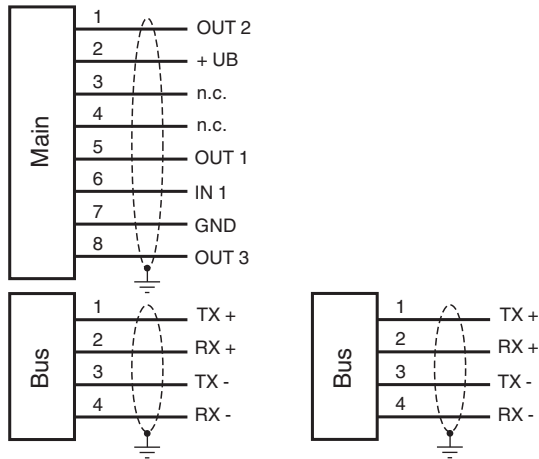 Main
1 OUT 2
2 + UB
3 n.c.
4 n.c.
5 OUT 1
6 IN 1
7 GND
8 OUT 3
Bus
1 TX +
2 RX +
3 TX -
4 RX -
Bus
1 TX +
2 RX +
3 TX -
4 RX -